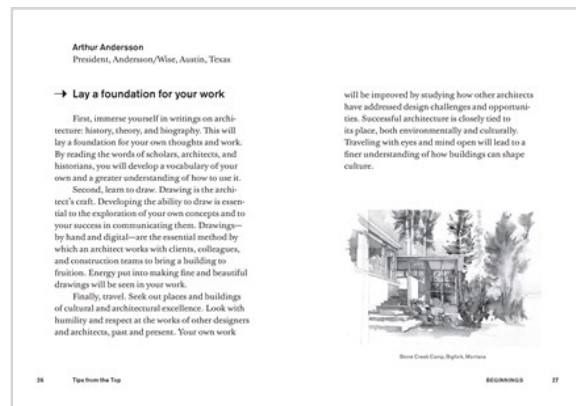 Arthur Andersson
President, Andersson/Wise, Austin, Texas
→ Lay a foundation for your work
First, immerse yourself in writings on archi-
tecture: history, theory, and biography. This will
lay a foundation for your own thoughts and work.
By reading the words of scholars, architects, and
historians, you will develop a vocabulary of your
own and a greater understanding of how to use it.
Second, learn to draw. Drawing is the archi-
tect's craft. Developing the ability to draw is essen-
tial to the exploration of your own concepts and to
your success in communicating them. Drawings—
by hand and digital—are the essential method by
which an architect works with clients, colleagues,
and construction teams to bring a building to
fruition. Energy put into making fine and beautiful
drawings will be seen in your work.
Finally, travel. Seek out places and buildings
of cultural and architectural excellence. Look with
humility and respect at the works of other designers
and architects, past and present. Your own work
26
Tips from the Top
will be improved by studying how other architects
have addressed design challenges and opportuni-
ties. Successful architecture is closely tied to
its place, both environmentally and culturally.
Traveling with eyes and mind open will lead to a
finer understanding of how buildings can shape
culture.
Stone Creek Camp, Bigfork, Montana
BEGINNINGS
27